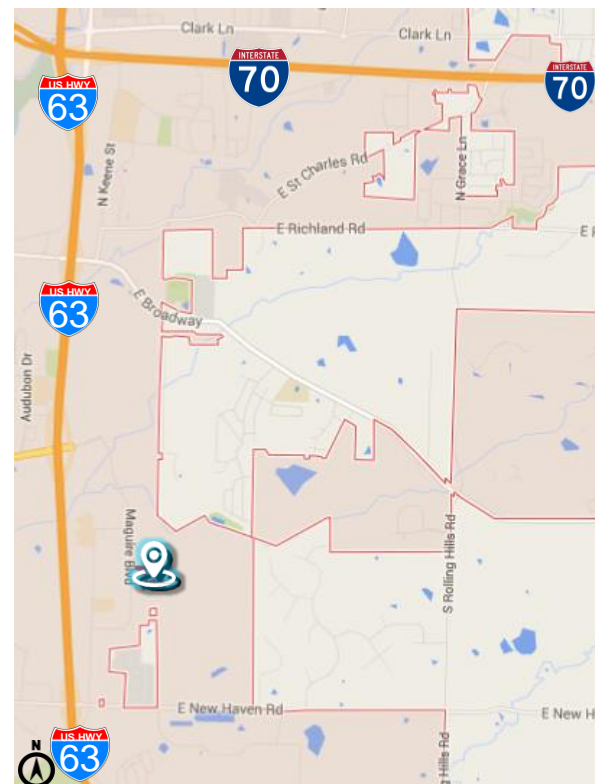 Clark Ln
Clark Ln
INTERSTATE
70
INTERSTATE
70
US HWY
63
N Keene St
E St Charles Rd
N Grace Ln
E Richland Rd
E R
US HWY
63
E Broadway
Audubon Dr
Maguire Blvd
S Rolling Hills Rd
E New Haven Rd
E New H
N
US HWY
63
Hills Rd